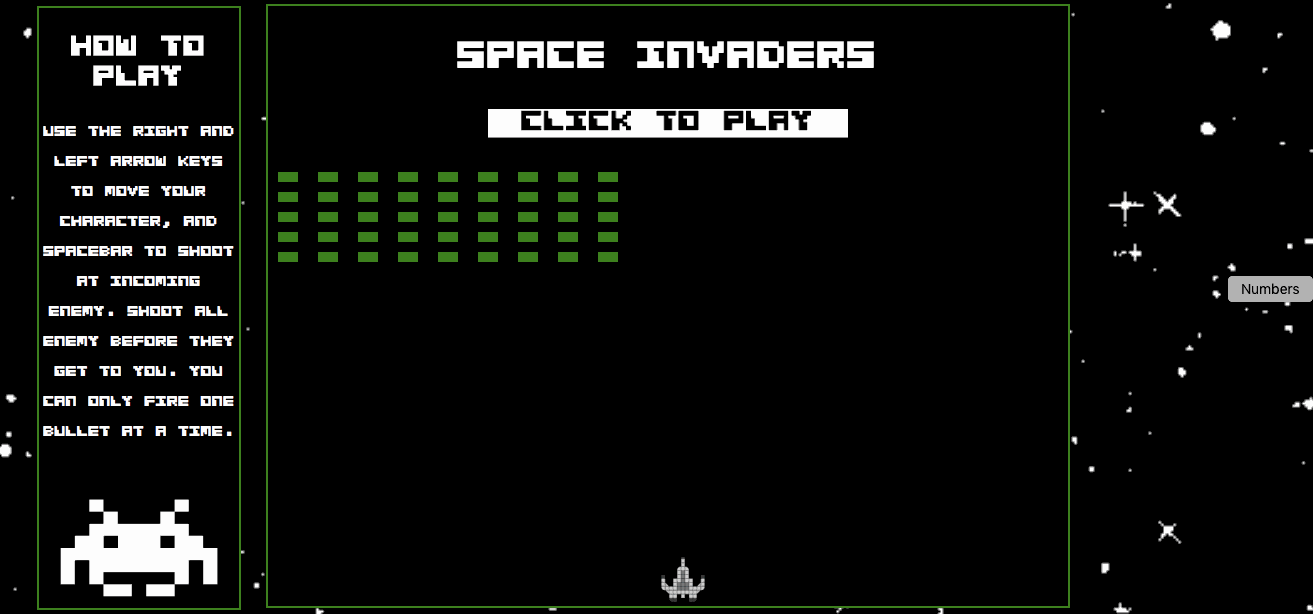 HOW TO
PLAY
USE THE RIGHT AND
LEFT ARROW KEYS
TO MOVE YOUR
CHARACTER, AND
SPACEBAR TO SHOOT
AT INCOMING
ENEMY. SHOOT ALL
ENEMY BEFORE THEY
GET TO YOU. YOU
CAN ONLY FIRE ONE
BULLET AT A TIME.
SPACE INVADERS
CLICK TO PLAY
Numbers